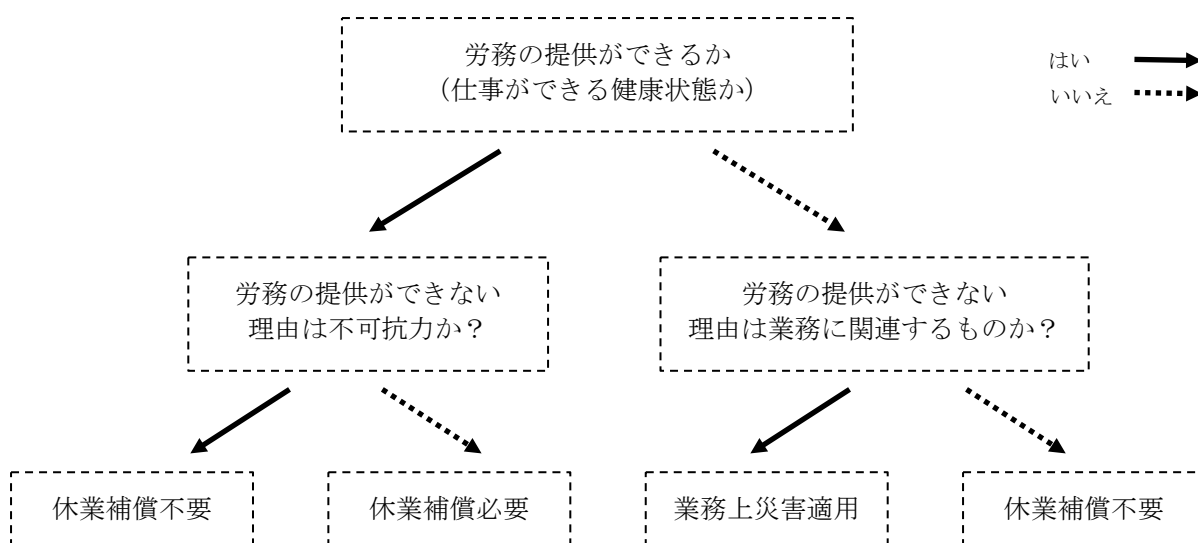 労務の提供ができるか
(仕事ができる健康状態か)
はい
いいえ
労務の提供ができない
理由は不可抗力か？
労務の提供ができない
理由は業務に関連するものか？
休業補償不要
休業補償必要
業務上災害適用
休業補償不要